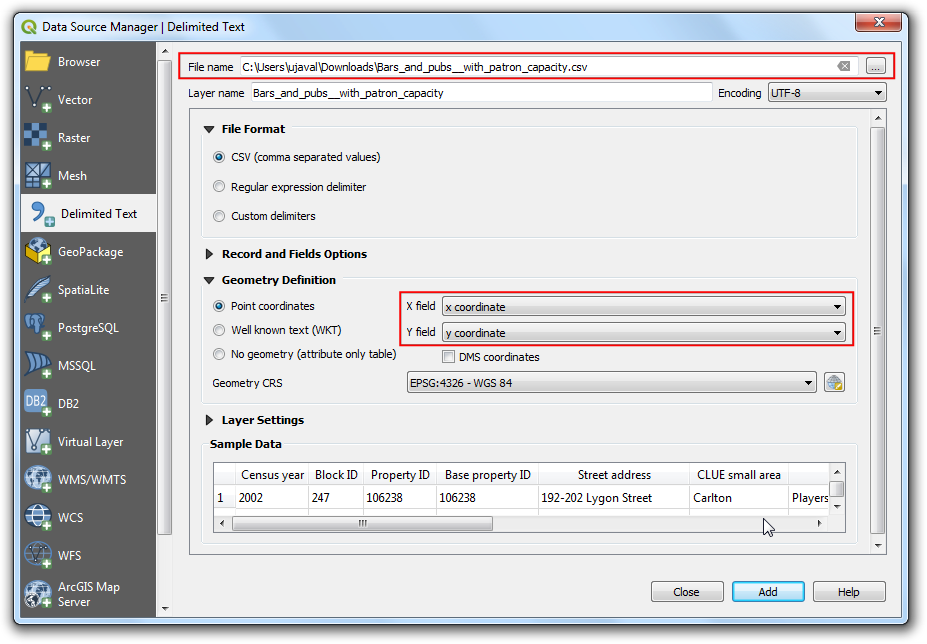 Data Source Manager | Delimited Text
Browser
Vector
Raster
Mesh
Delimited Text
GeoPackage
SpatiaLite
PostgreSQL
MSSQL
DB2
DB2
Virtual Layer
WMS/WMTS
WCS
WFS
ArcGIS Map
Server
File name C:\Users\ujaval\Downloads\Bars_and_pubs__with_patron_capacity.csv ...
Layer name Bars_and_pubs__with_patron_capacity Encoding UTF-8
File Format
CSV (comma separated values)
Regular expression delimiter
Custom delimiters
Record and Fields Options
Geometry Definition
Point coordinates X field x coordinate
Well known text (WKT) Y field y coordinate
No geometry (attribute only table) DMS coordinates
Geometry CRS EPSG:4326 - WGS 84
Layer Settings
Sample Data
Census year Block ID Property ID Base property ID Street address CLUE small area
1 2002 247 106238 106238 192-202 Lygon Street Carlton Players
Close Add Help